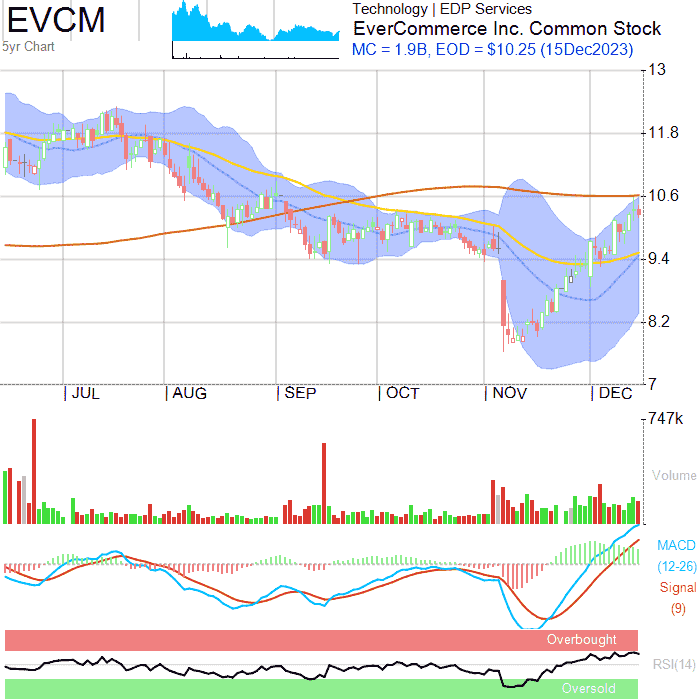 EVCM
5yr Chart
Technology | EDP Services
EverCommerce Inc. Common Stock
MC = 1.9B, EOD = $10.25 (15Dec2023)
13
11.8
10.6
9.4
8.2
7
| JUL | AUG | SEP | OCT | NOV | DEC
747k
Volume
MACD
(12-26)
Signal
(9)
Overbought
RSI(14)
Oversold